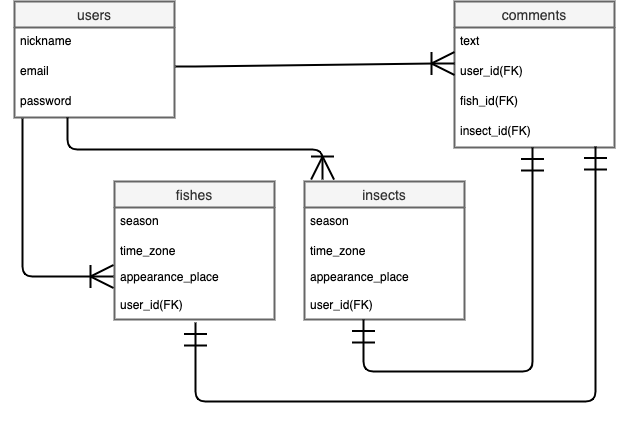 users
nickname
email
password
comments
text
user_id(FK)
fish_id(FK)
insect_id(FK)
fishes
season
time_zone
appearance_place
user_id(FK)
insects
season
time_zone
appearance_place
user_id(FK)